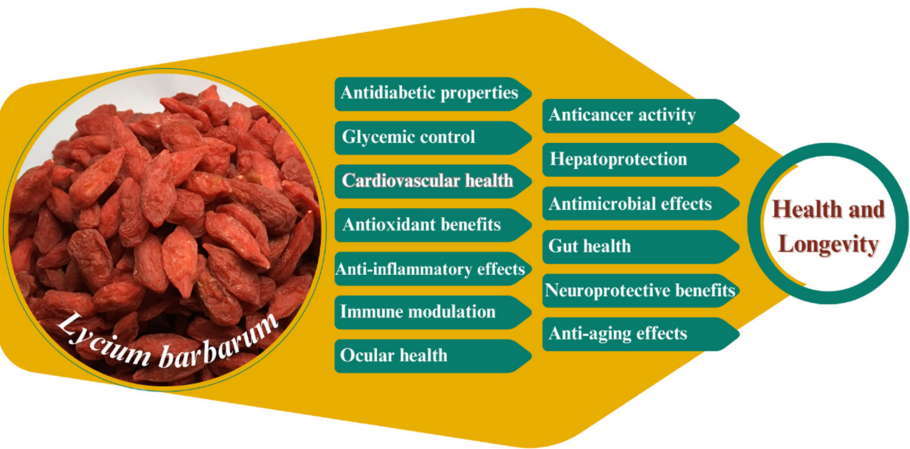 Lycium barbarum
Antidiabetic properties
Glycemic control
Cardiovascular health
Antioxidant benefits
Anti-inflammatory effects
Immune modulation
Ocular health
Anticancer activity
Hepatoprotection
Antimicrobial effects
Gut health
Neuroprotective benefits
Anti-aging effects
Health and
Longevity